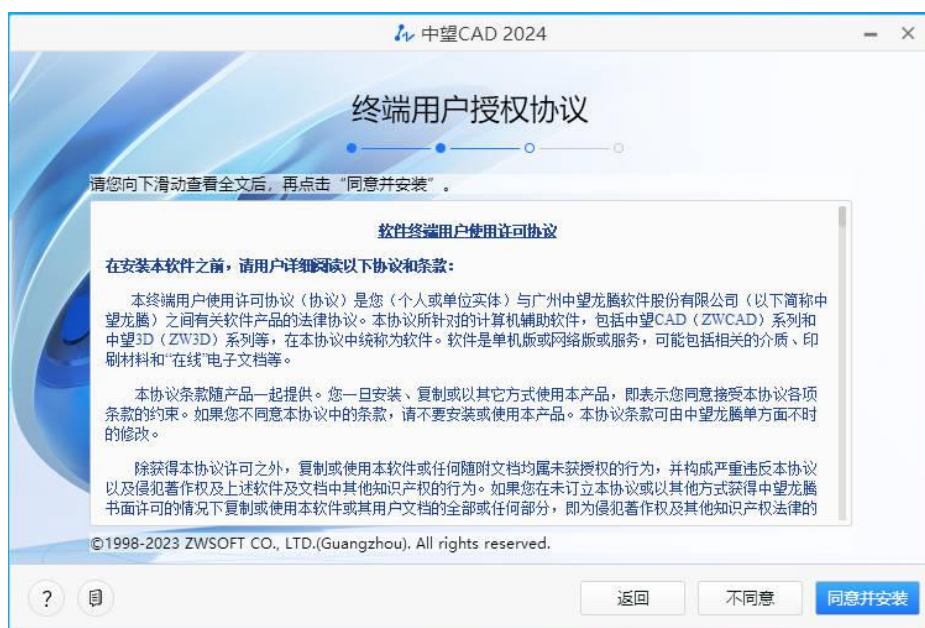 中望CAD 2024
终端用户授权协议
请您向下滑动查看全文后，再点击“同意并安装”。
软件终端用户使用许可协议
在安装本软件之前，请用户详细阅读以下协议和条款：
本终端用户使用许可协议（协议）是您（个人或单位实体）与广州中望龙腾软件股份有限公司（以下简称中
望龙腾）之间有关软件产品的法律协议。本协议所针对的计算机辅助软件，包括中望CAD（ZWCAD）系列和
中望3D（ZW3D）系列等，在本协议中统称为软件。软件是单机版或网络版或服务，可能包括相关的介质、印
刷材料和“在线”电子文档等。
本协议条款随产品一起提供。您一旦安装、复制或以其它方式使用本产品，即表示您同意接受本协议各项
条款的约束。如果您不同意本协议中的条款，请不要安装或使用本产品。本协议条款可由中望龙腾单方面不时
的修改。
除获得本协议许可之外，复制或使用本软件或任何随附文档均属未获授权的行为，并构成严重违反本协议
以及侵犯著作权及上述软件及文档中其他知识产权的行为。如果您在未订立本协议或以其他方式获得中望龙腾
书面许可的情况下复制或使用本软件或其用户文档的全部或任何部分，即为侵犯著作权及其他知识产权法律的
©1998-2023 ZWSOFT CO., LTD.(Guangzhou). All rights reserved.
?
返回
不同意
同意并安装